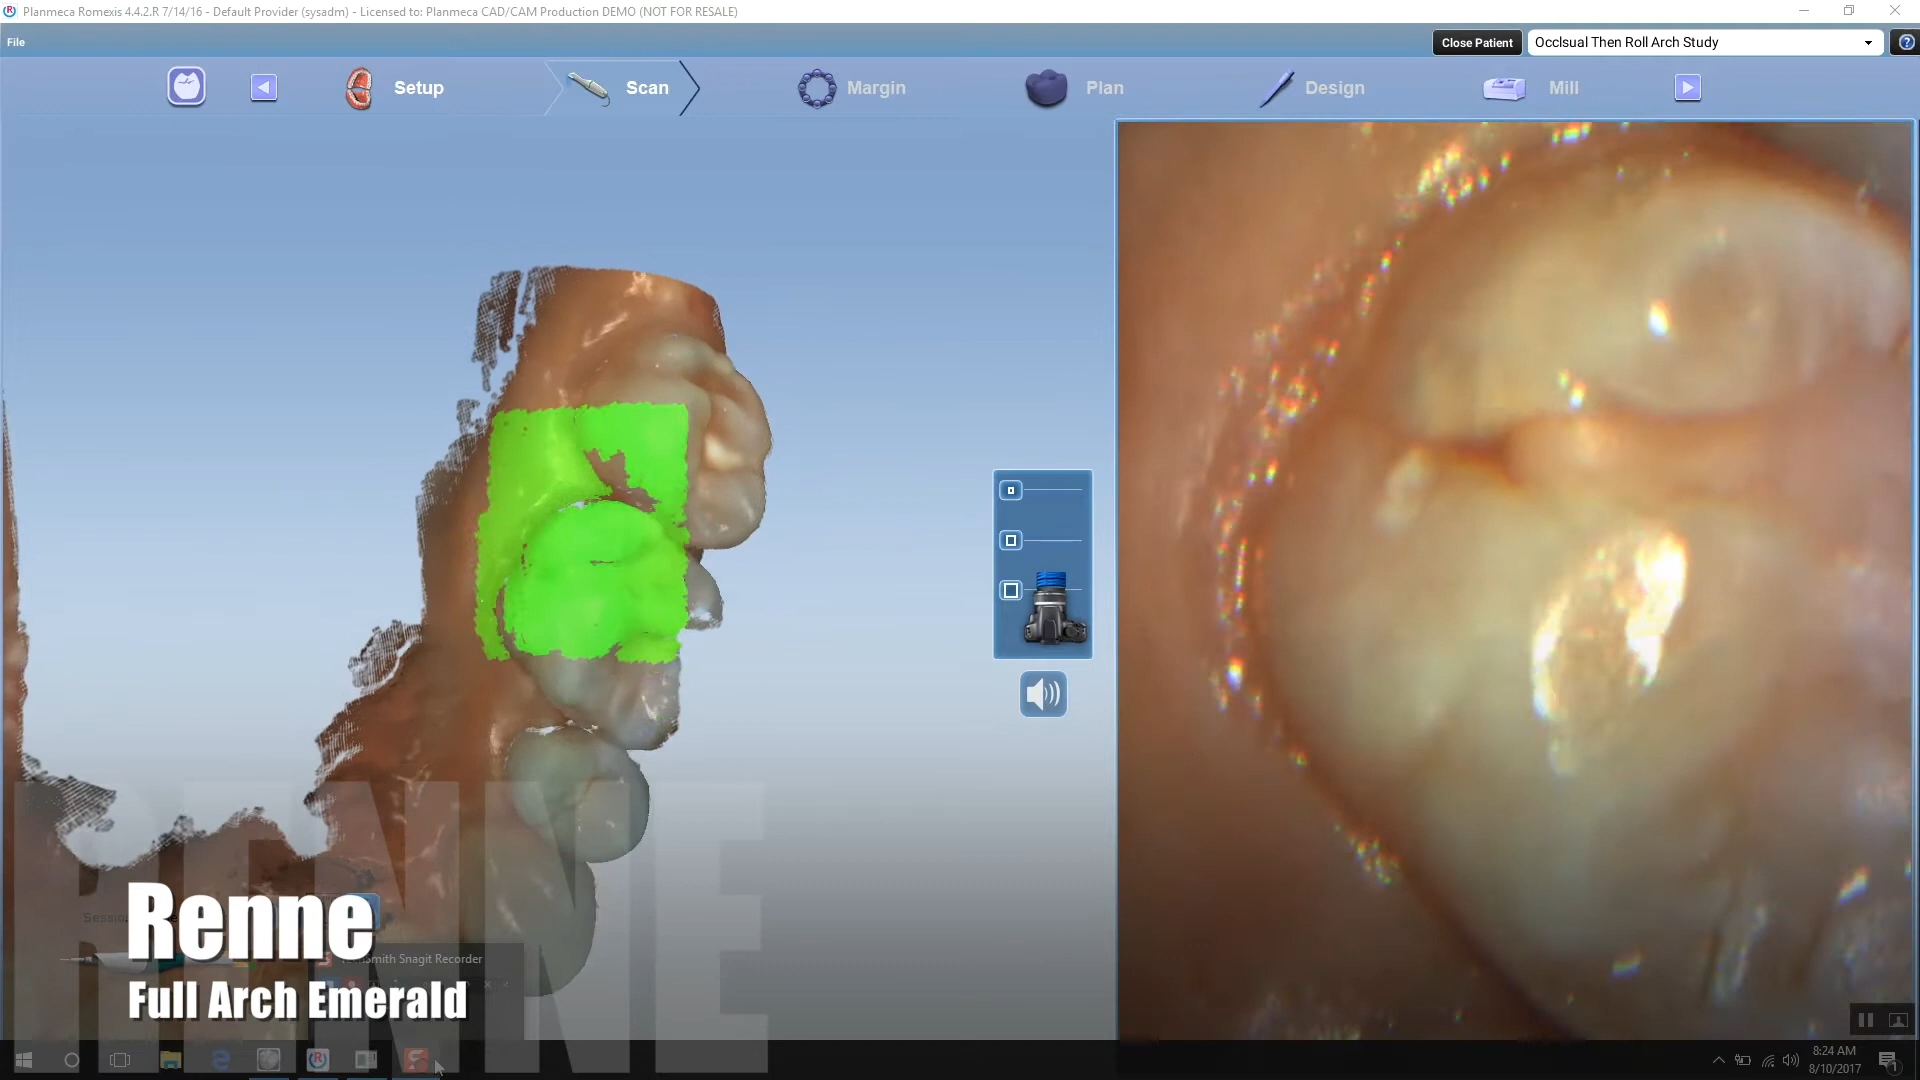 Planmeca Romexis 4.4.2.R 7/14/16 - Default Provider (sysadm) - Licensed to: Planmeca CAD/CAM Production DEMO (NOT FOR RESALE)
File
Close Patient
Occlsual Then Roll Arch Study
Setup
Scan
Margin
Plan
Design
Mill
RENNE
Renne
Smith Snagit Recorder
Full Arch Emerald
8:24 AM
8/10/2017